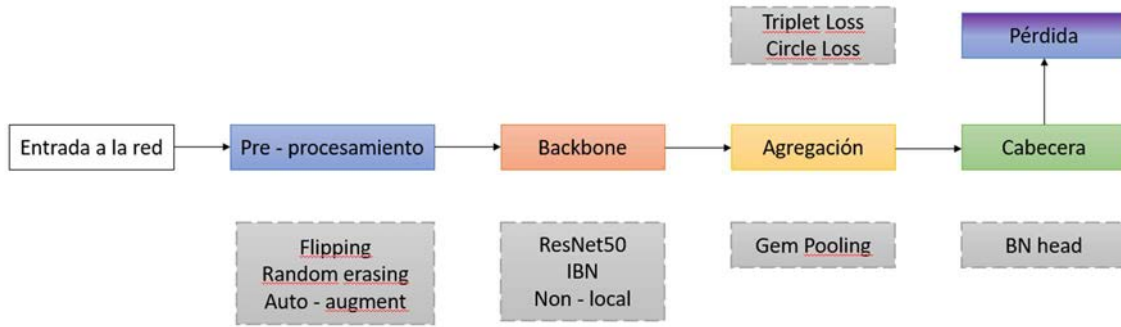 Triplet Loss
Circle Loss
Pérdida
Entrada a la red
Pre - procesamiento
Backbone
Agregación
Cabecera
Flipping
Random erasing
Auto - augment
ResNet50
IBN
Non - local
Gem Pooling
BN head